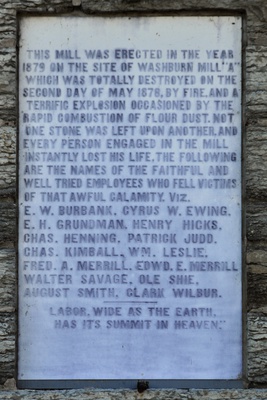 THIS MILL WAS ERECTED IN THE YEAR
1879 ON THE SITE OF WASHBURN MILL "A"
WHICH WAS TOTALLY DESTROYED ON THE
SECOND DAY OF MAY 1878, BY FIRE, AND A
TERRIFIC EXPLOSION OCCASIONED BY THE
RAPID COMBUSTION OF FLOUR DUST. NOT
ONE STONE WAS LEFT UPON ANOTHER, AND
EVERY PERSON ENGAGED IN THE MILL
INSTANTLY LOST HIS LIFE. THE FOLLOWING
ARE THE NAMES OF THE FAITHFUL AND
WELL TRIED EMPLOYEES WHO FELL VICTIMS
OF THAT AWFUL CALAMITY. VIZ.
E. W. BURBANK, CYRUS W. EWING,
E. H. GRUNDMAN, HENRY HICKS,
CHAS. HENNING, PATRICK JUDD,
CHAS. KIMBALL, WM. LESLIE,
FRED. A. MERRILL, EDWD. E. MERRILL
WALTER SAVAGE, OLE SHIE,
AUGUST SMITH, CLARK WILBUR.
LABOR, WIDE AS THE EARTH,
HAS ITS SUMMIT IN HEAVEN."